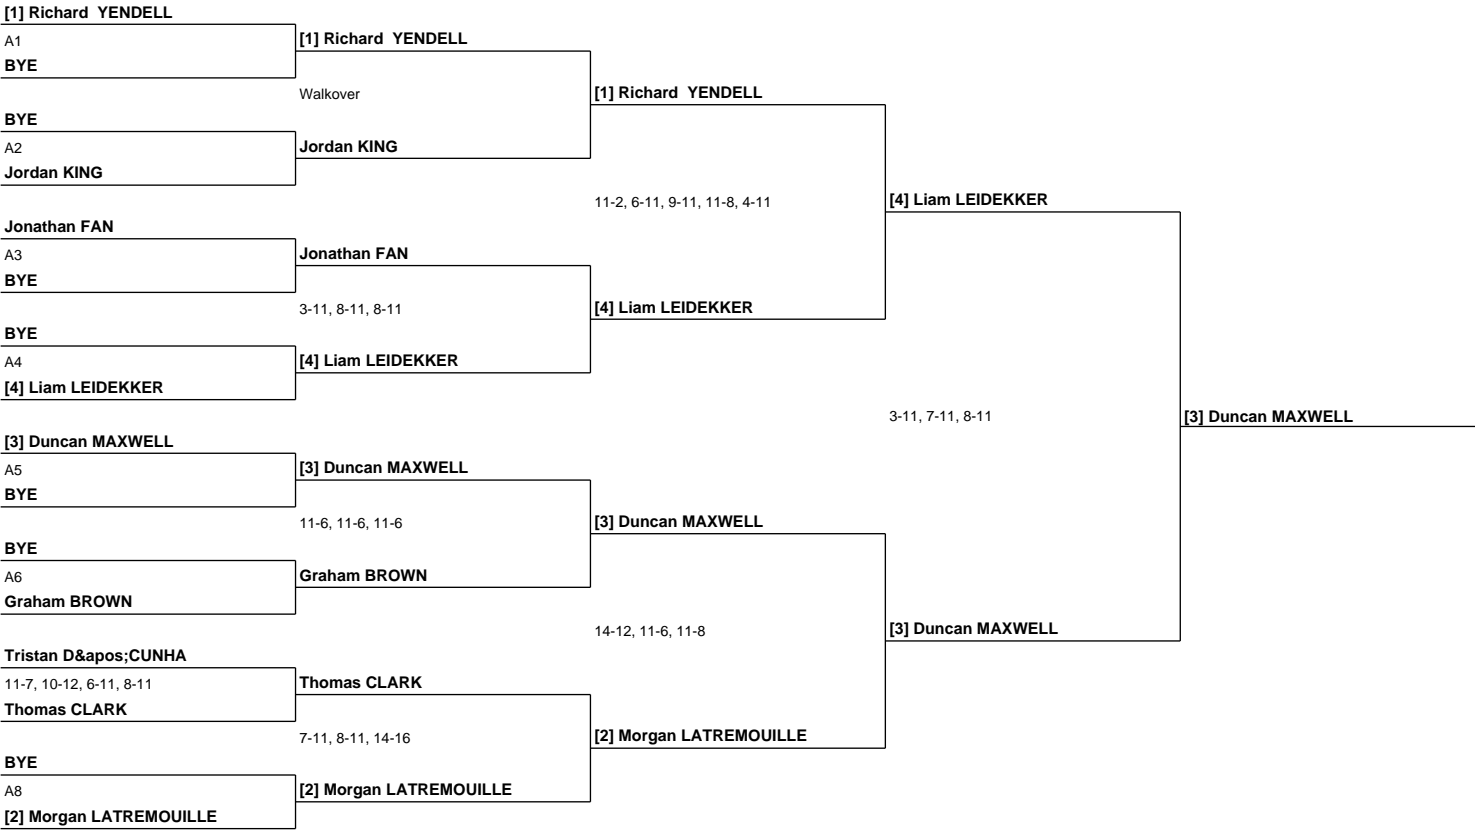 [1] Richard  YENDELL
A1
BYE
BYE
A2
Jordan KING
Jonathan FAN
A3
BYE
BYE
A4
[4] Liam LEIDEKKER
[3] Duncan MAXWELL
A5
BYE
BYE
A6
Graham BROWN
Tristan D&apos;CUNHA
11-7, 10-12, 6-11, 8-11
Thomas CLARK
BYE
A8
[2] Morgan LATREMOUILLE
[1] Richard  YENDELL
Walkover
Jordan KING
Jonathan FAN
3-11, 8-11, 8-11
[4] Liam LEIDEKKER
[3] Duncan MAXWELL
11-6, 11-6, 11-6
Graham BROWN
Thomas CLARK
7-11, 8-11, 14-16
[2] Morgan LATREMOUILLE
[1] Richard  YENDELL
11-2, 6-11, 9-11, 11-8, 4-11
[4] Liam LEIDEKKER
[3] Duncan MAXWELL
14-12, 11-6, 11-8
[2] Morgan LATREMOUILLE
[4] Liam LEIDEKKER
3-11, 7-11, 8-11
[3] Duncan MAXWELL
[3] Duncan MAXWELL